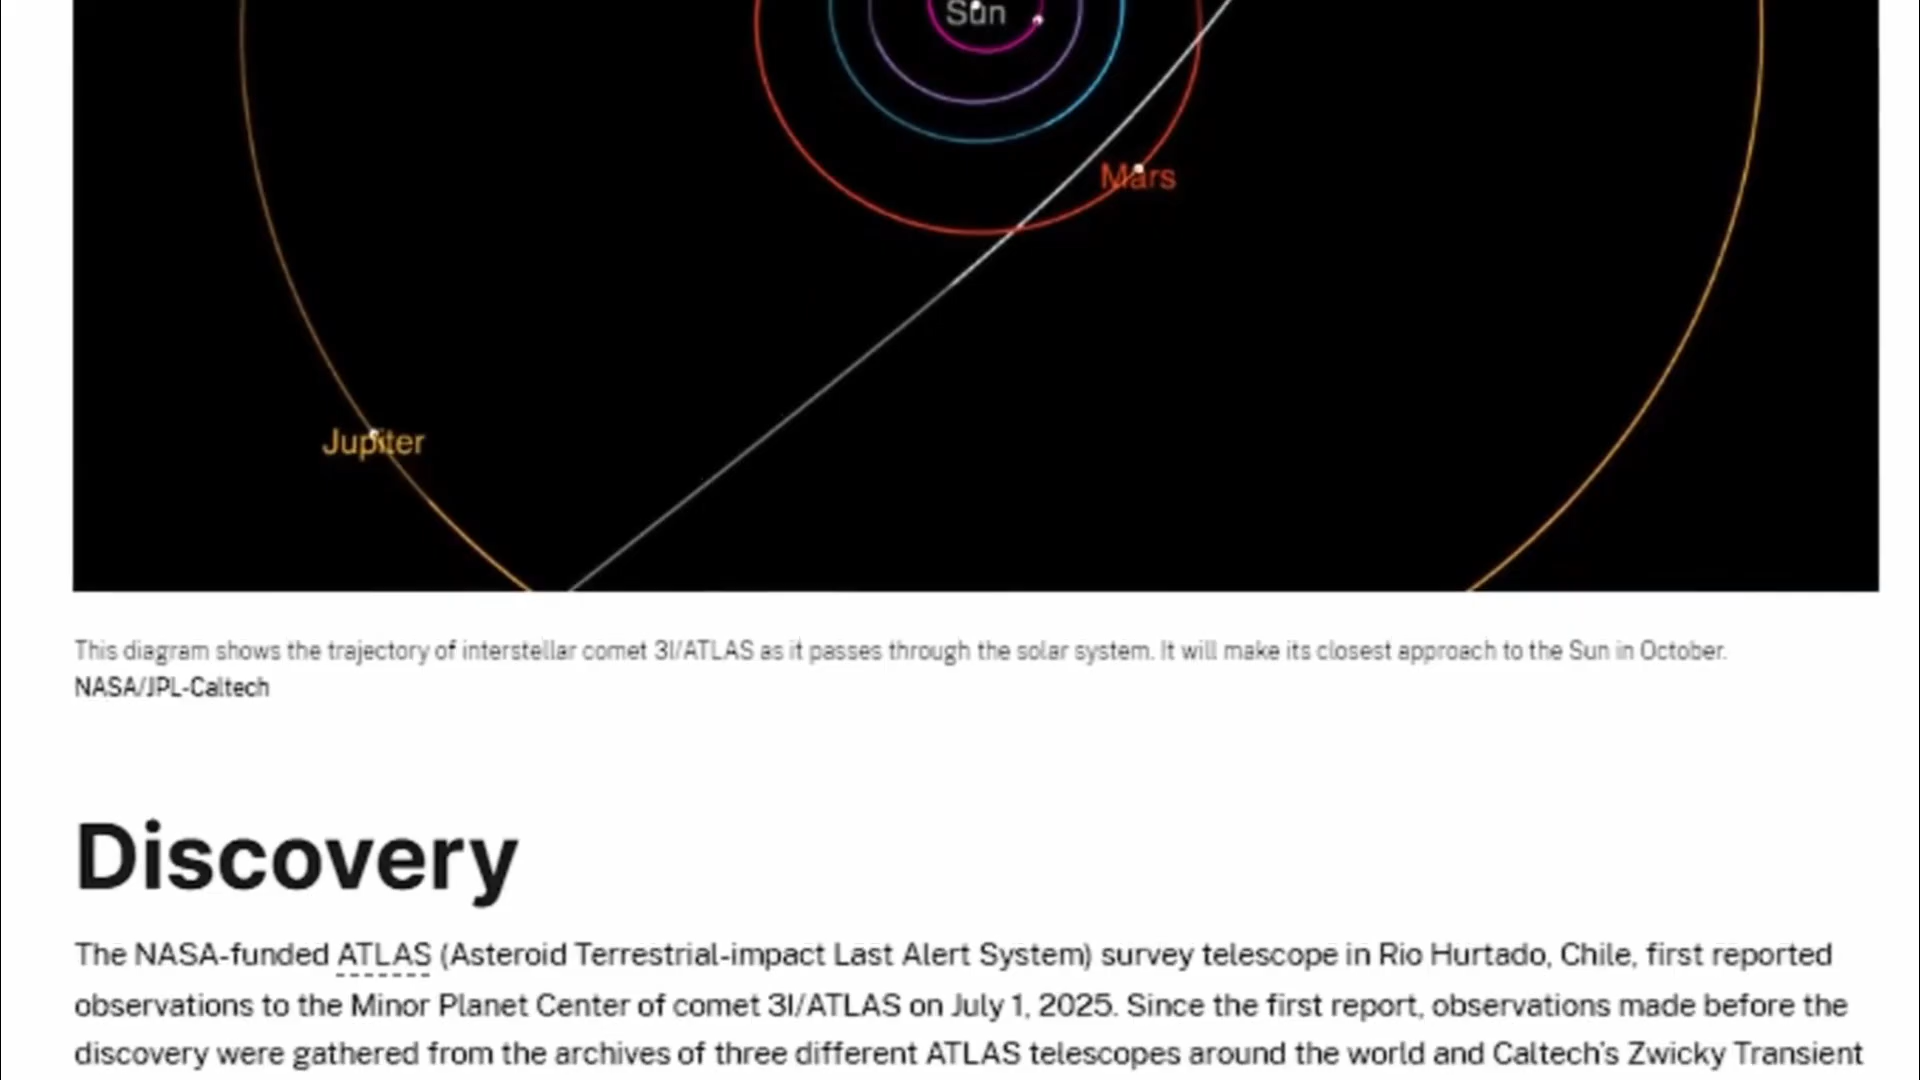 Sun
Mars
Jupiter
This diagram shows the trajectory of interstellar comet 3I/ATLAS as it passes through the solar system. It will make its closest approach to the Sun in October.
NASA/JPL-Caltech
Discovery
The NASA-funded ATLAS (Asteroid Terrestrial-impact Last Alert System) survey telescope in Rio Hurtado, Chile, first reported
observations to the Minor Planet Center of comet 3I/ATLAS on July 1, 2025. Since the first report, observations made before the
discovery were gathered from the archives of three different ATLAS telescopes around the world and Caltech's Zwicky Transient